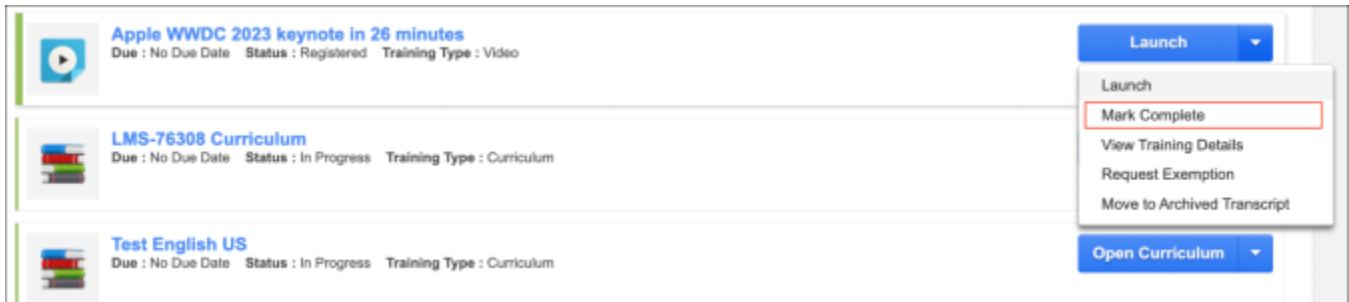 Apple WWDC 2023 keynote in 26 minutes
Due : No Due Date Status : Registered Training Type : Video
Launch
Launch
Mark Complete
View Training Details
Request Exemption
Move to Archived Transcript
LMS-76308 Curriculum
Due : No Due Date Status : In Progress Training Type : Curriculum
Test English US
Due : No Due Date Status : In Progress Training Type : Curriculum
Open Curriculum